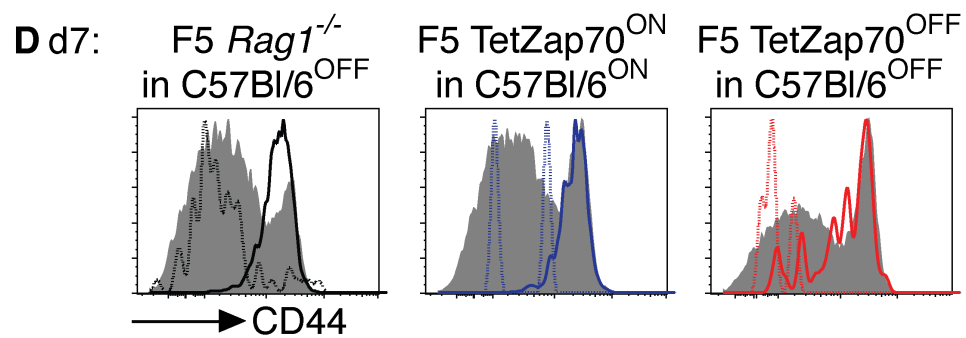 D d7:
F5 Rag1-/-
in C57Bl/6OFF
F5 TetZap70ON
in C57Bl/6ON
F5 TetZap70OFF
in C57Bl/6OFF
CD44